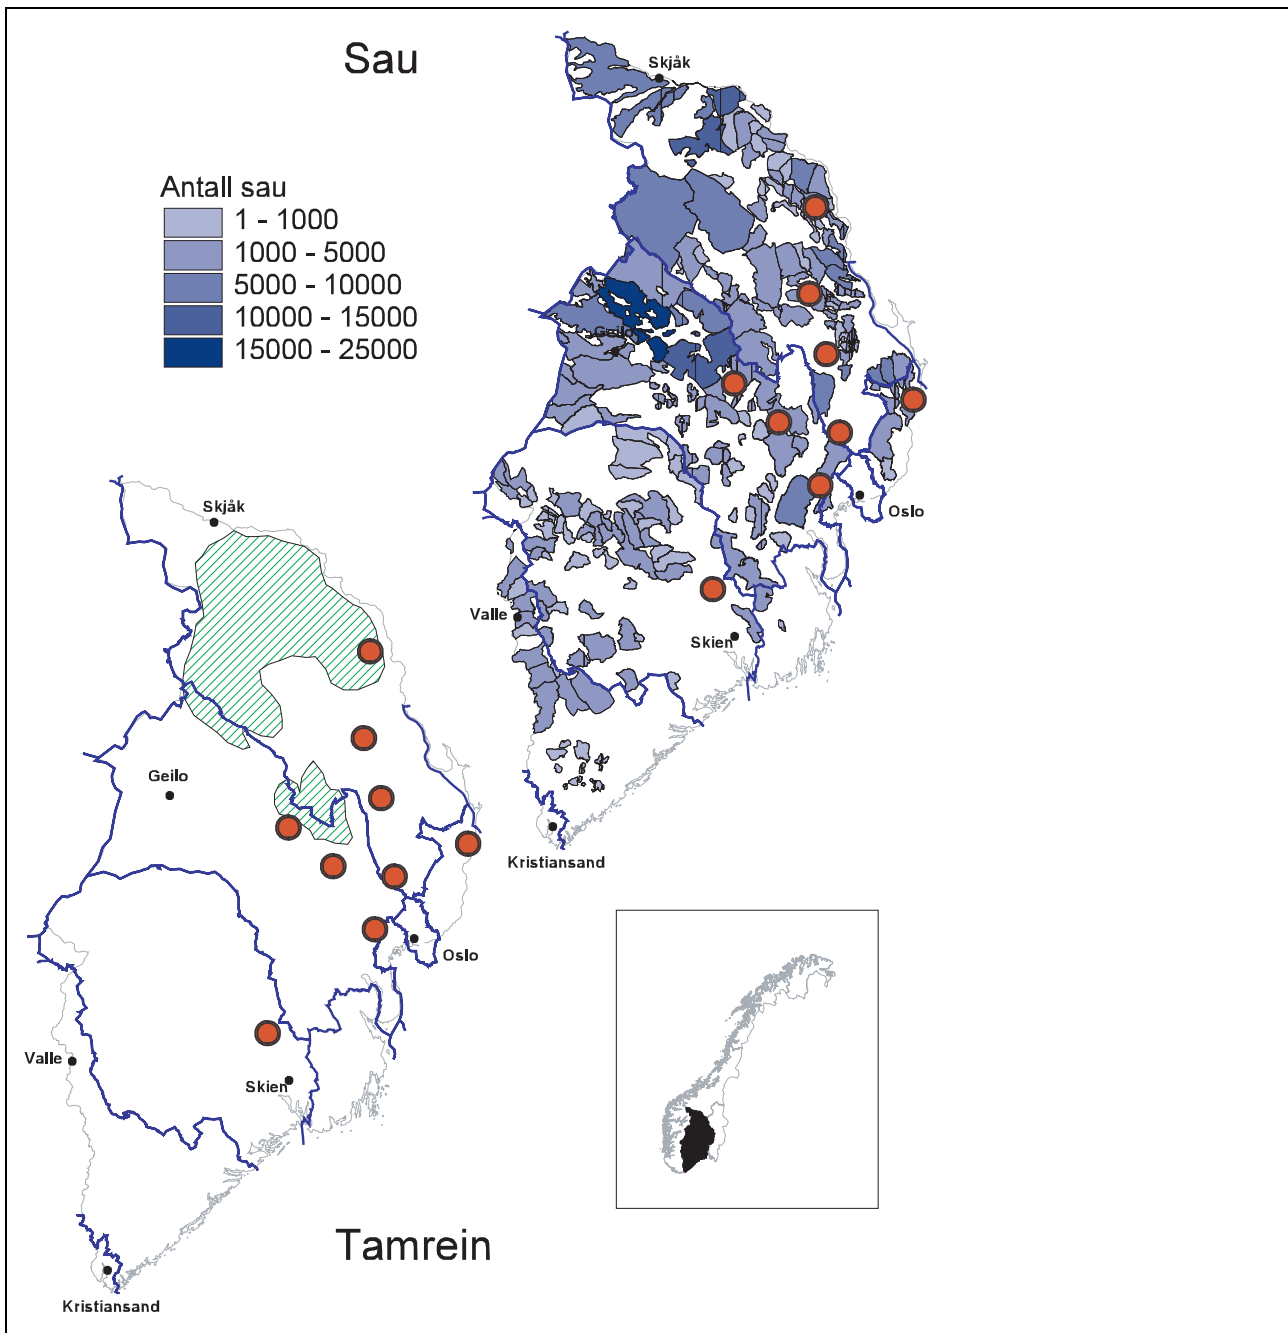 Sau
Skjåk
Antall sau
1 - 1000
1000 - 5000
5000 - 10000
10000 - 15000
15000 - 25000
Geilo
Oslo
Valle
Skien
Kristiansand
Skjåk
Geilo
Oslo
Valle
Skien
Kristiansand
Tamrein